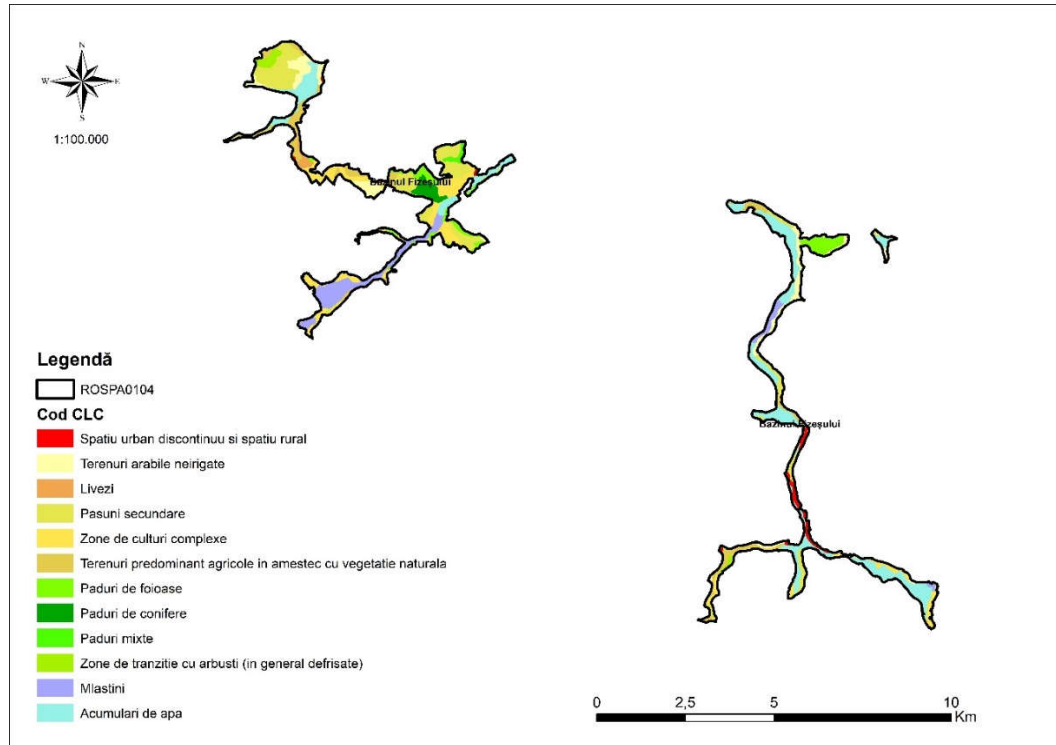 N
W
E
S
1:100.000
Bazinul Fizeșului
Bazinul Fizeșului
Legendă
ROSPA0104
Cod CLC
Spatiu urban discontinuu si spatiu rural
Terenuri arabile neirigate
Livezi
Pasuni secundare
Zone de culturi complexe
Terenuri predominant agricole in amestec cu vegetatie naturala
Paduri de foioase
Paduri de conifere
Paduri mixte
Zone de tranzitie cu arbusti (in general defrisate)
Mlastini
Acumulari de apa
0 2,5 5 10
Km